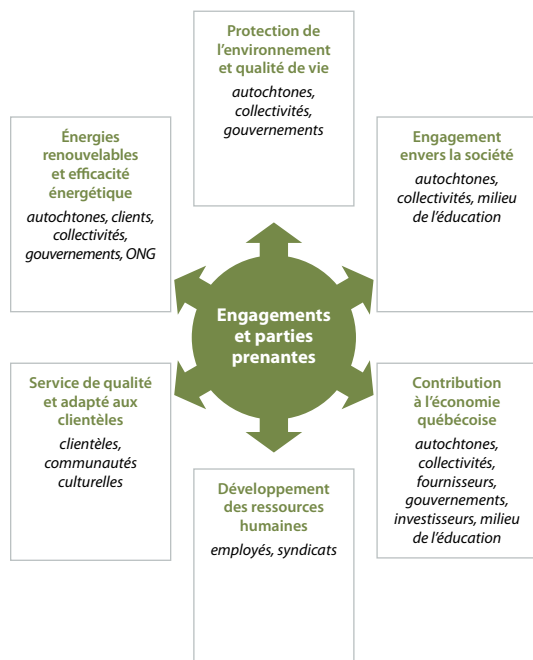 Protection de
l'environnement
et qualité de vie
autochtones,
collectivités,
gouvernements
Énergies
renouvelables
et efficacité
énergétique
autochtones, clients,
collectivités,
gouvernements, ONG
Engagement
envers la société
autochtones,
collectivités, milieu
de l'éducation
Engagements
et parties
prenantes
Service de qualité
et adapté aux
clientèles
clientèles,
communautés
culturelles
Contribution
à l'économie
québécoise
autochtones,
collectivités,
fournisseurs,
gouvernements,
investisseurs, milieu
de l'éducation
Développement
des ressources
humaines
employés, syndicats